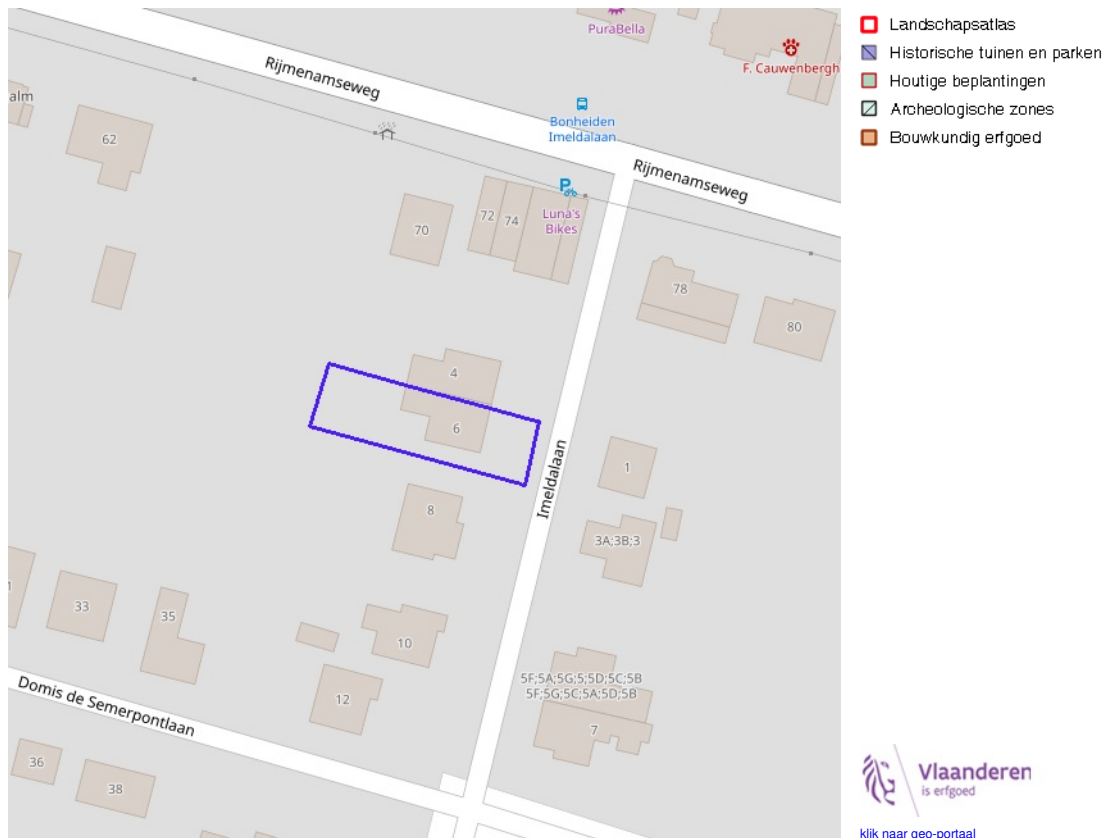 PuraBella
F. Cauwenbergh
Rijmenamseweg
Bonheiden
Imeldalaan
alm
62
Rijmenamseweg
Luna's
Bikes
70
72
74
78
80
4
6
Imeldalaan
1
8
3A;3B;3
33
35
10
12
5F;5A;5G;5;5D;5C;5B
5F;5G;5C;5A;5D;5B
7
Domis de Semerpontlaan
36
38
1
P
Landschapsatlas
Historische tuinen en parken
Houtige beplantingen
Archeologische zones
Bouwkundig erfgoed
Vlaanderen
is erfgoed
klik naar geo-portaal